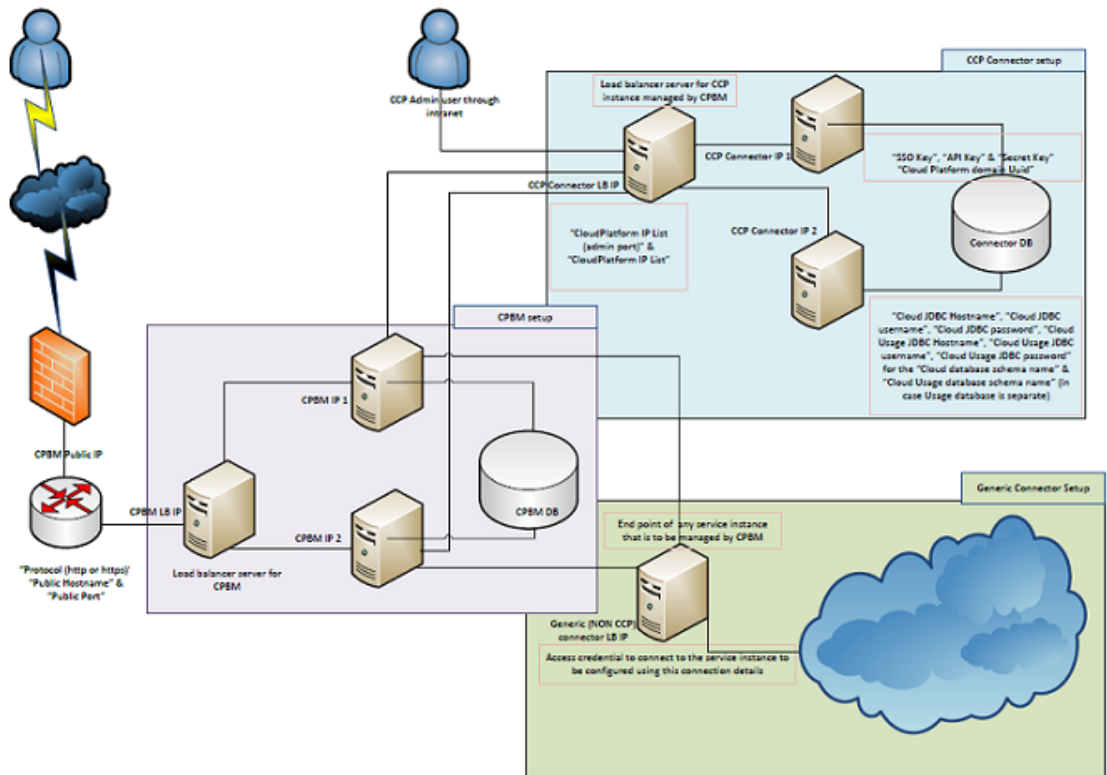 CCP Connector setup
CCP Admin user through
intranet
Load balancer server for CCP
instance managed by CPBM
CCP Connector IP 1
"SSO Key", "API Key" & "Secret Key"
"Cloud Platform domain Uuid"
CCP Connector LB IP
"CloudPlatform IP List
(admin port)" &
"CloudPlatform IP List"
CCP Connector IP 2
Connector DB
"Cloud JDBC Hostname", "Cloud JDBC
username", "Cloud JDBC password", "Cloud
Usage JDBC Hostname", "Cloud Usage JDBC
username", "Cloud Usage JDBC password"
for the "Cloud database schema name" &
"Cloud Usage database schema name" (in
case Usage database is separate)
CPBM setup
CPBM IP 1
CPBM Public IP
CPBM LB IP
CPBM IP 2
CPBM DB
Load balancer server for
CPBM
"Protocol (http or https)/
"Public Hostname" &
"Public Port"
Generic Connector Setup
End point of any service instance
that is to be managed by CPBM
Generic (NON CCP)
connector LB IP
Access credential to connect to the service instance to
be configured using this connection details